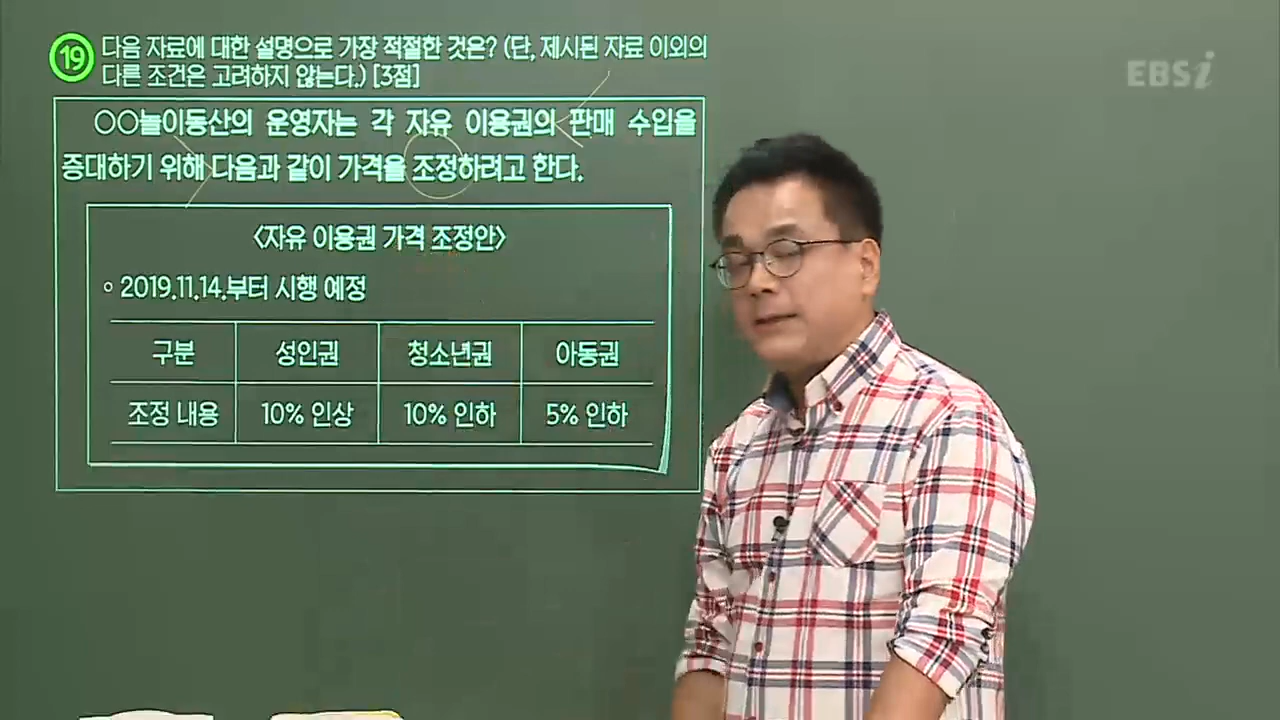 19 다음 자료에 대한 설명으로 가장 적절한 것은? (단, 제시된 자료 이외의
다른 조건은 고려하지 않는다.) [3점]
EBSi
○○놀이동산의 운영자는 각 자유 이용권의 판매 수입을
증대하기 위해 다음과 같이 가격을 조정하려고 한다.
<자유 이용권 가격 조정안>
○ 2019.11.14.부터 시행 예정
구분 성인권 청소년권 아동권
조정 내용 10% 인상 10% 인하 5% 인하